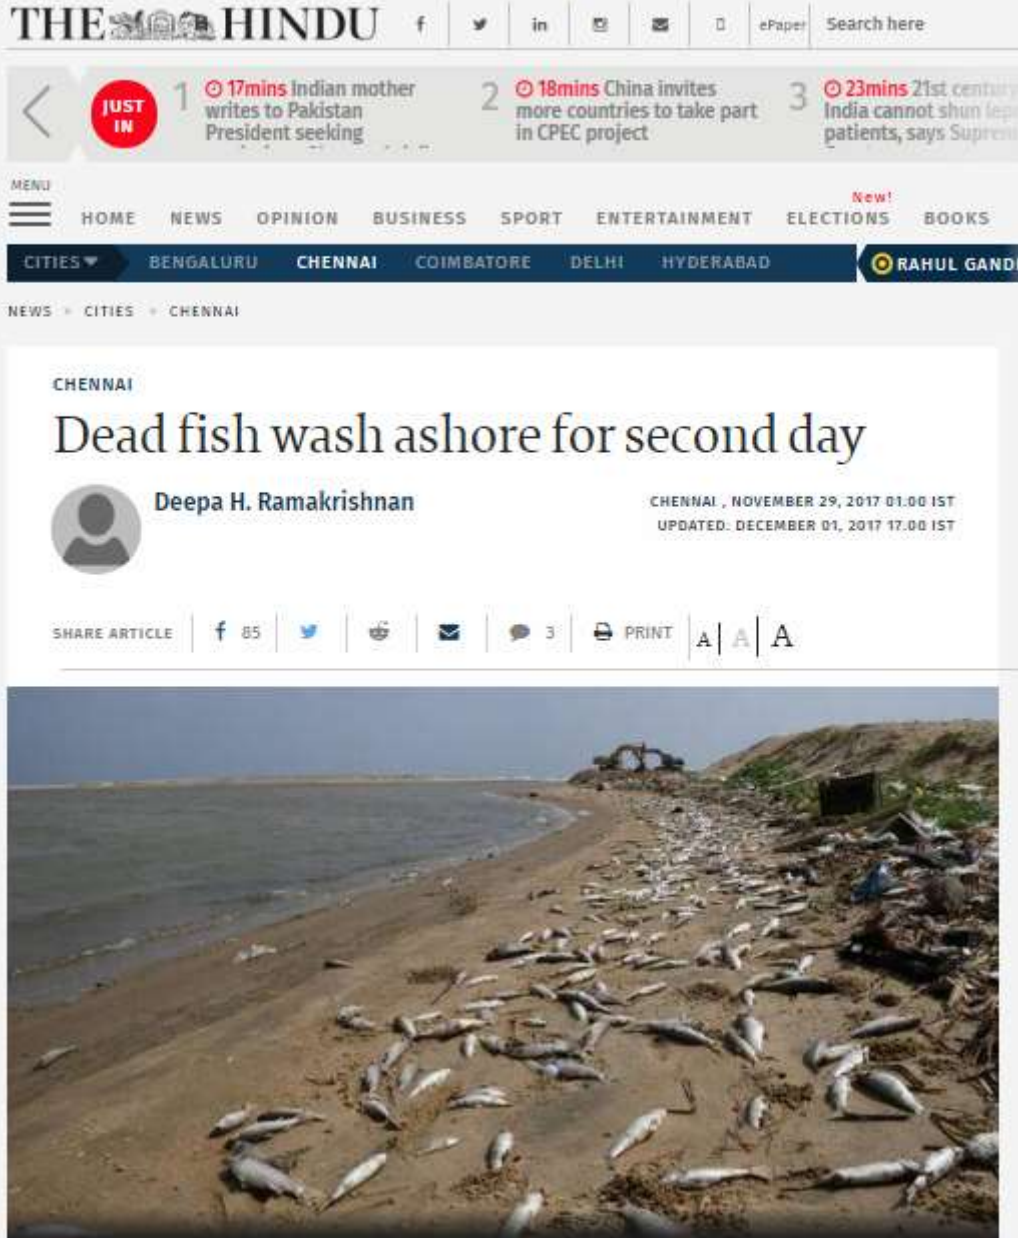 THE HINDU
ePaper
Search here
JUST IN
1 17mins Indian mother
writes to Pakistan
President seeking
2 18mins China invites
more countries to take part
in CPEC project
3 23mins 21st century
India cannot shun
patients, says
MENU
HOME NEWS OPINION BUSINESS SPORT ENTERTAINMENT ELECTIONS New! BOOKS
CITIES BENGALURU CHENNAI COIMBATORE DELHI HYDERABAD RAHUL GANDH
NEWS CITIES CHENNAI
CHENNAI
Dead fish wash ashore for second day
Deepa H. Ramakrishnan
CHENNAI , NOVEMBER 29, 2017 01:00 IST
UPDATED: DECEMBER 01, 2017 17:00 IST
SHARE ARTICLE 85 3 PRINT A A A